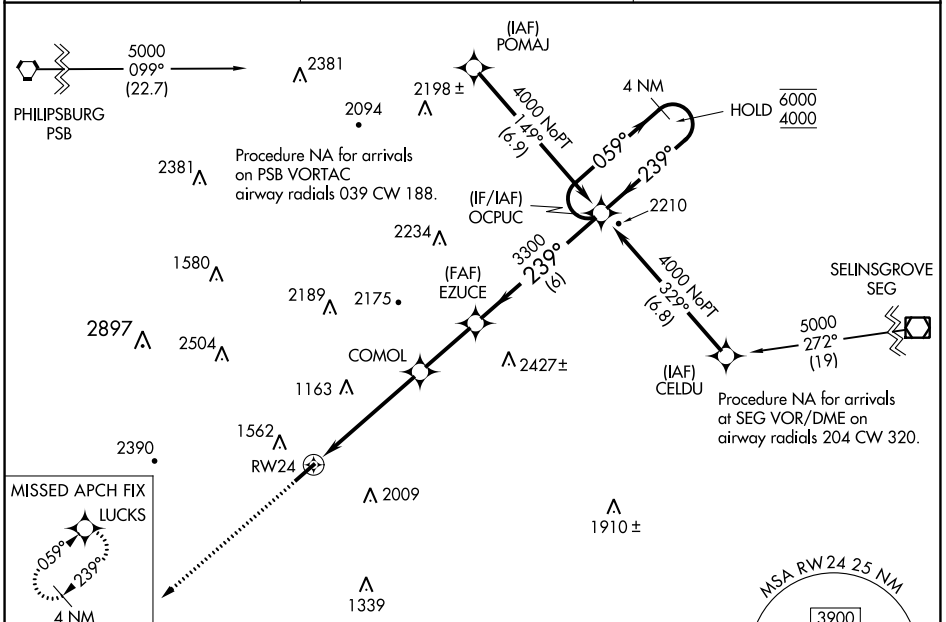 5000
099°
(22.7)
PHILIPSBURG
PSB
2381
2094
2198 ±
(IAF)
POMAJ
4000 NoPT
149°
(6.9)
4 NM
HOLD
6000
4000
059°
239°
Procedure NA for arrivals
on PSB VORTAC
airway radials 039 CW 188.
2381
(IF/IAF)
OCPUC
2210
2234
3300
239°
(6)
4000 NoPT
329°
(6.8)
SELINSGROVE
SEG
5000
272°
(19)
1580
(FAF)
EZUCE
2189
2175
2897
2504
COMOL
2427±
(IAF)
CELDU
1163
Procedure NA for arrivals
at SEG VOR/DME on
airway radials 204 CW 320.
1562
2390
RW24
MISSED APCH FIX
LUCKS
059°
239°
4 NM
2009
1910 ±
1339
MSA RW24 25 NM
3900